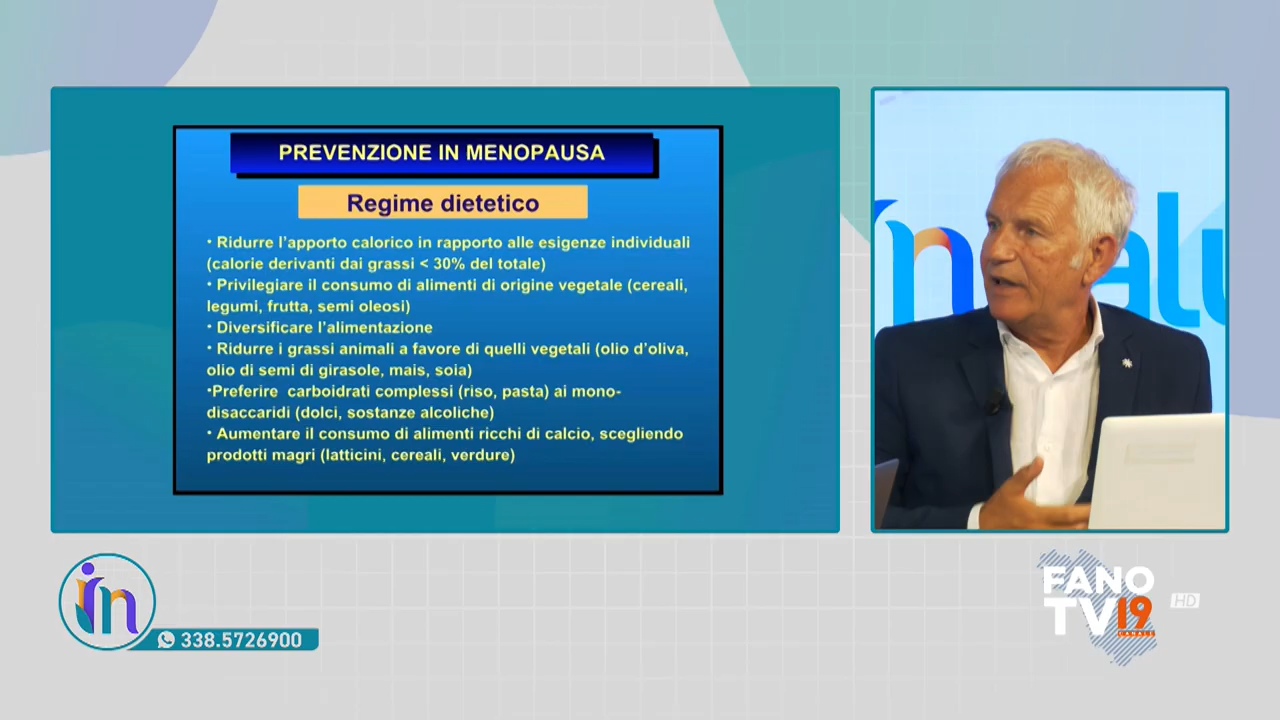 PREVENZIONE IN MENOPAUSA
Regime dietetico
• Ridurre l'apporto calorico in rapporto alle esigenze individuali
(calorie derivanti dai grassi < 30% del totale)
• Privilegiare il consumo di alimenti di origine vegetale (cereali,
legumi, frutta, semi oleosi)
• Diversificare l'alimentazione
• Ridurre i grassi animali a favore di quelli vegetali (olio d'oliva,
olio di semi di girasole, mais, soia)
•Preferire carboidrati complessi (riso, pasta) ai mono-
disaccaridi (dolci, sostanze alcoliche)
• Aumentare il consumo di alimenti ricchi di calcio, scegliendo
prodotti magri (latticini, cereali, verdure)
in
338.5726900
FANO
TV19
CANALE
HD